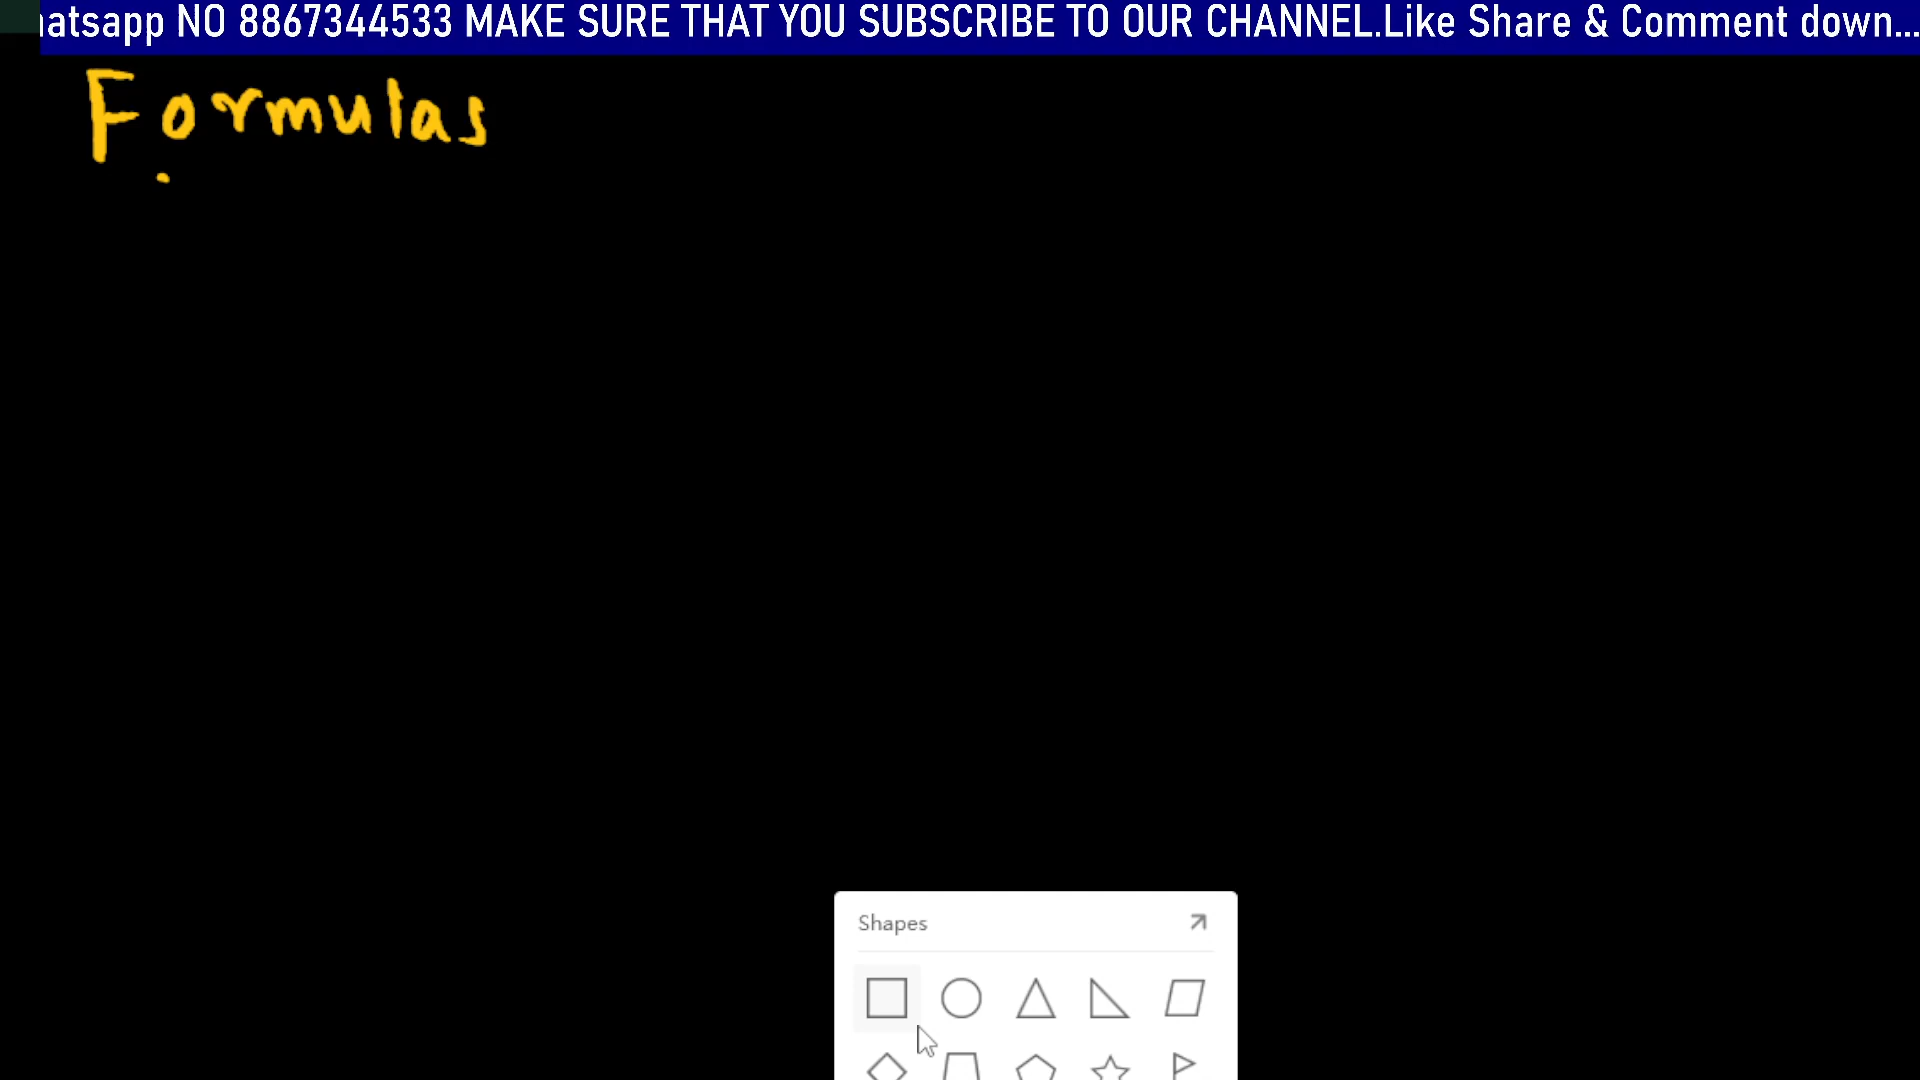 atsapp NO 8867344533 MAKE SURE THAT YOU SUBSCRIBE TO OUR CHANNEL.Like Share & Comment down...
Formulas
Shapes